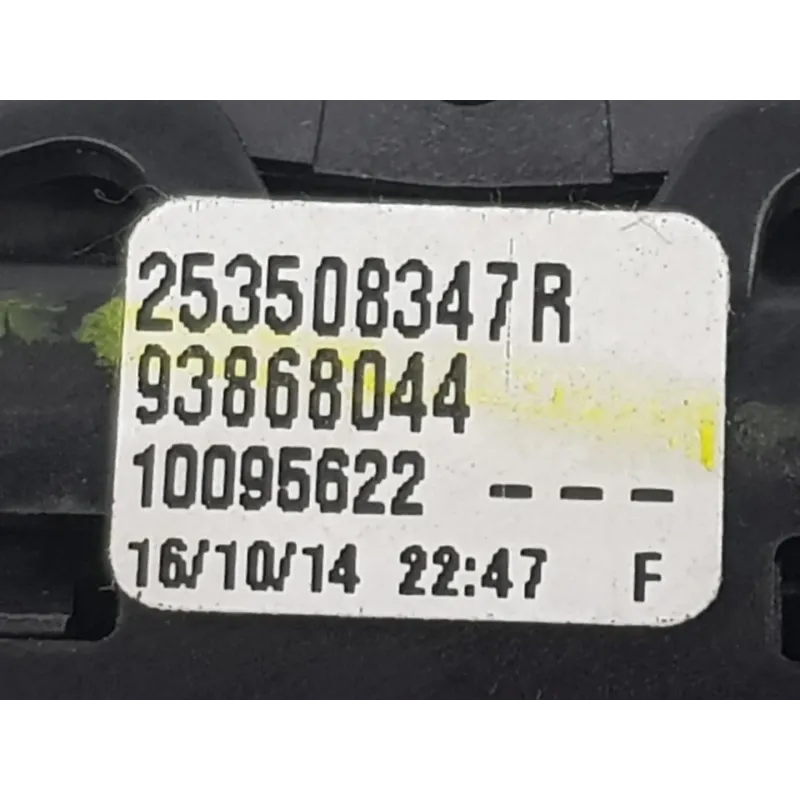 253508347R
93868044
10095622 ---
16/10/14 22:47 F